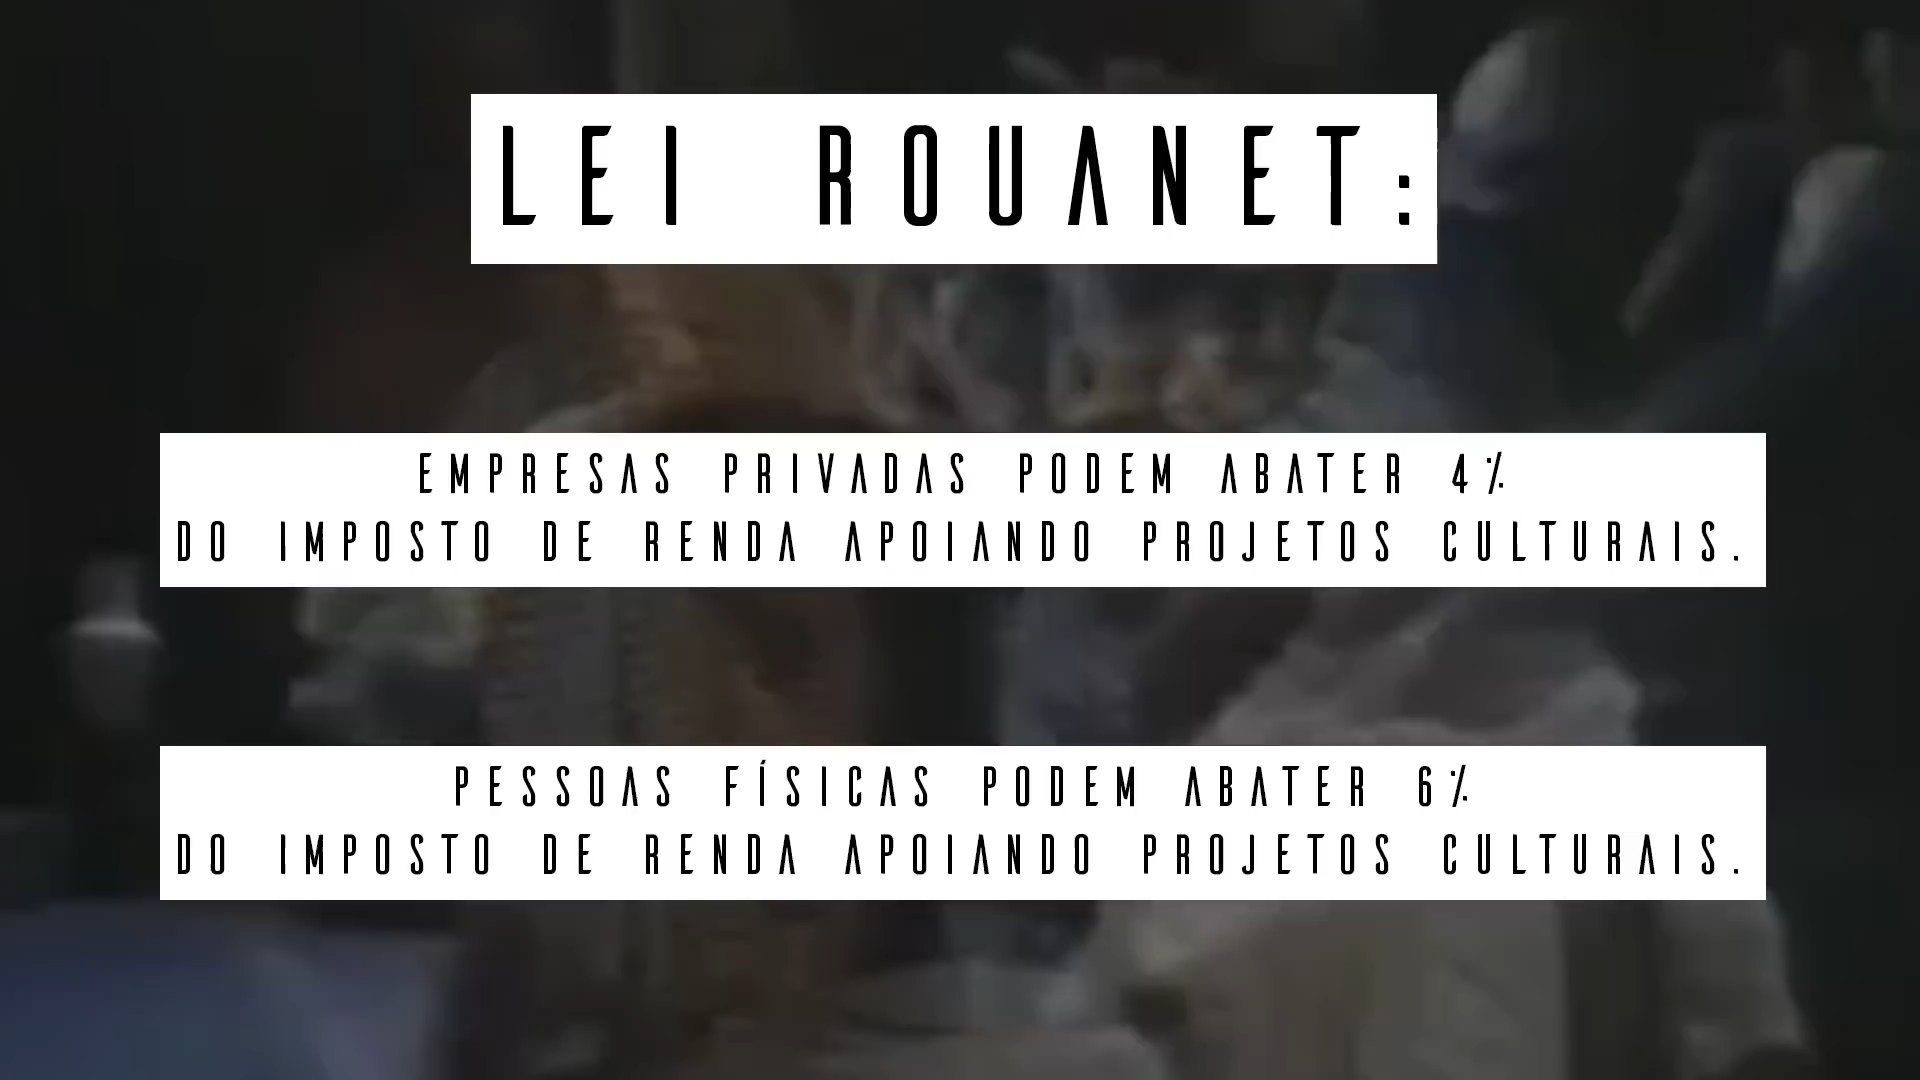 LEI ROUANET:
EMPRESAS PRIVADAS PODEM ABATER 4%
DO IMPOSTO DE RENDA APOIANDO PROJETOS CULTURAIS.
PESSOAS FÍSICAS PODEM ABATER 6%
DO IMPOSTO DE RENDA APOIANDO PROJETOS CULTURAIS.